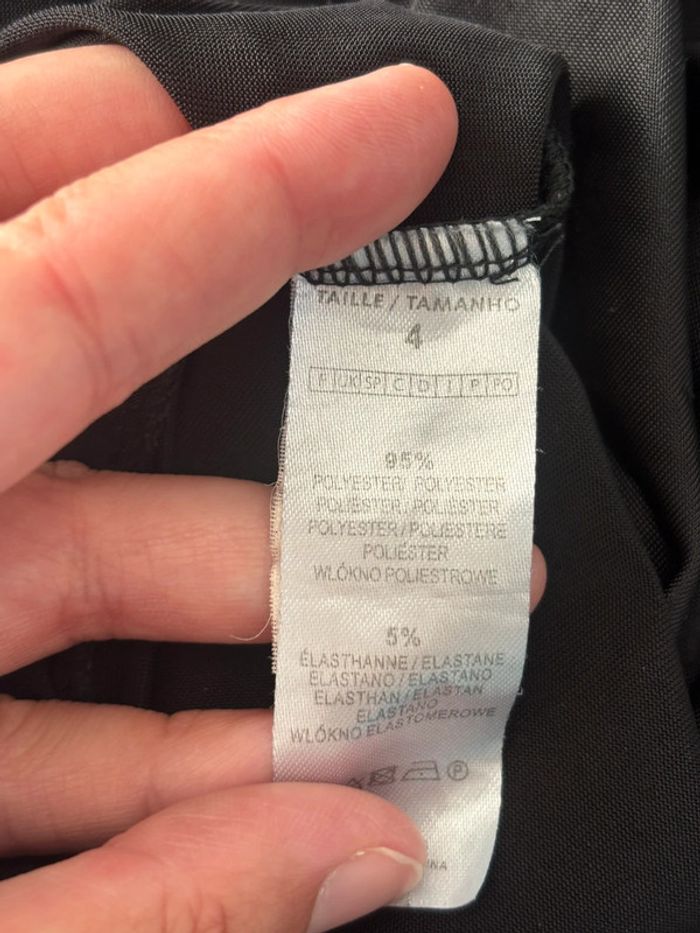 TAILLE / TAMANHO
4
F UK SP C D I P PO
95%
POLYESTER/ POLYESTER
POLIÉSTER/ POLIÉSTER
POLYESTER / POLIESTERE
POLIÉSTER
WŁÓKNO POLIESTROWE
5%
ÉLASTHANNE / ELASTANE
ELASTANO / ELASTANO
ELASTHAN / ELASTAN
ELASTANO
WŁÓKNO ELASTOMEROWE
P